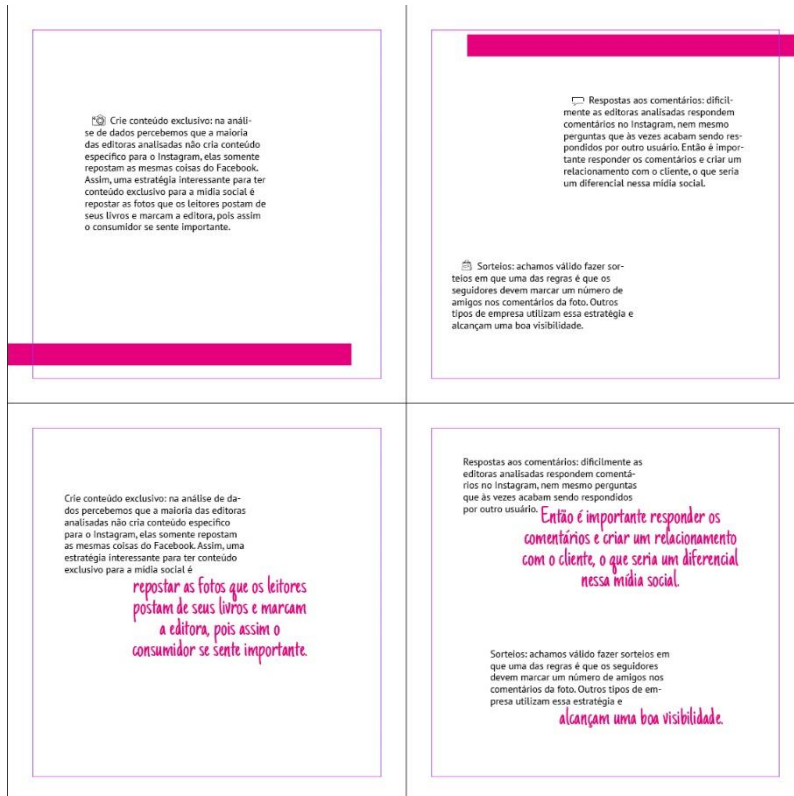 Crie conteúdo exclusivo: na análi-
se de dados percebemos que a maioria
das editoras analisadas não cria conteúdo
específico para o Instagram, elas somente
repostam as mesmas coisas do Facebook.
Assim, uma estratégia interessante para ter
conteúdo exclusivo para a mídia social é
repostar as fotos que os leitores postam de
seus livros e marcam a editora, pois assim
o consumidor se sente importante.
Respostas aos comentários: dificil-
mente as editoras analisadas respondem
comentários no Instagram, nem mesmo
perguntas que às vezes acabam sendo res-
pondidos por outro usuário. Então é impor-
tante responder os comentários e criar um
relacionamento com o cliente, o que seria
um diferencial nessa mídia social.
Sorteios: achamos válido fazer sor-
teios em que uma das regras é que os
seguidores devem marcar um número de
amigos nos comentários da foto. Outros
tipos de empresa utilizam essa estratégia e
alcançam uma boa visibilidade.
Crie conteúdo exclusivo: na análise de da-
dos percebemos que a maioria das editoras
analisadas não cria conteúdo específico
para o Instagram, elas somente repostam
as mesmas coisas do Facebook. Assim, uma
estratégia interessante para ter conteúdo
exclusivo para a mídia social é
repostar as fotos que os leitores
postam de seus livros e marcam
a editora, pois assim o
consumidor se sente importante.
Respostas aos comentários: dificilmente as
editoras analisadas respondem comentá-
rios no Instagram, nem mesmo perguntas
que às vezes acabam sendo respondidos
por outro usuário. Então é importante responder os
comentários e criar um relacionamento
com o cliente, o que seria um diferencial
nessa mídia social.
Sorteios: achamos válido fazer sorteios em
que uma das regras é que os seguidores
devem marcar um número de amigos nos
comentários da foto. Outros tipos de em-
presa utilizam essa estratégia e
alcançam uma boa visibilidade.